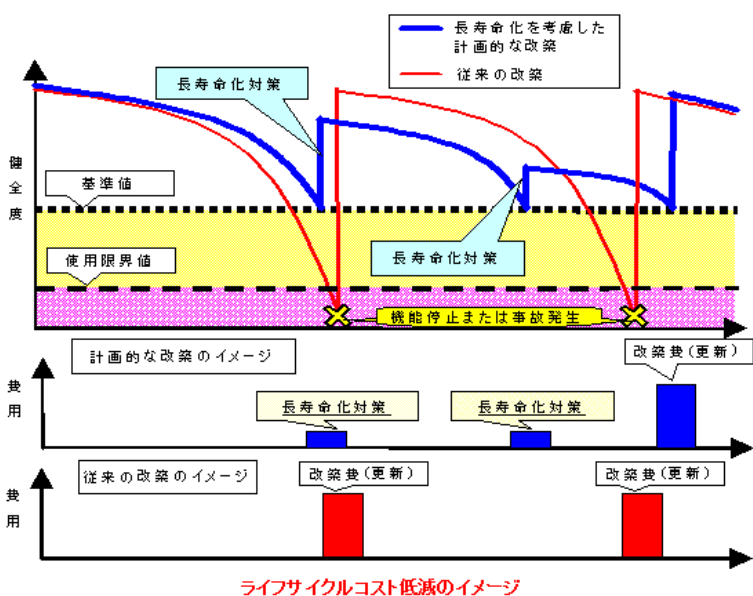 長寿命化を考慮した
計画的な改築
従来の改築
長寿命化対策
健全度
基準値
長寿命化対策
使用限界値
機能停止または事故発生
計画的な改築のイメージ
改築費(更新)
費用
長寿命化対策
長寿命化対策
従来の改築のイメージ
改築費(更新)
改築費(更新)
費用
ライフサイクルコスト低減のイメージ